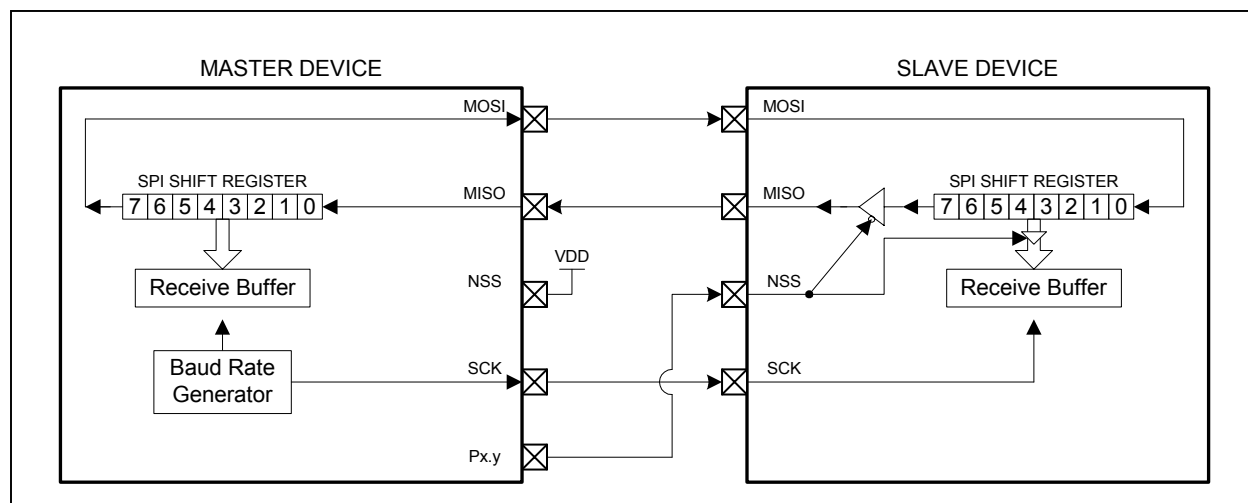 MASTER DEVICE
SLAVE DEVICE
MOSI
MOSI
SPI SHIFT REGISTER
7 6 5 4 3 2 1 0
MISO
MISO
SPI SHIFT REGISTER
7 6 5 4 3 2 1 0
VDD
NSS
NSS
Receive Buffer
Receive Buffer
Baud Rate
Generator
SCK
SCK
Px.y